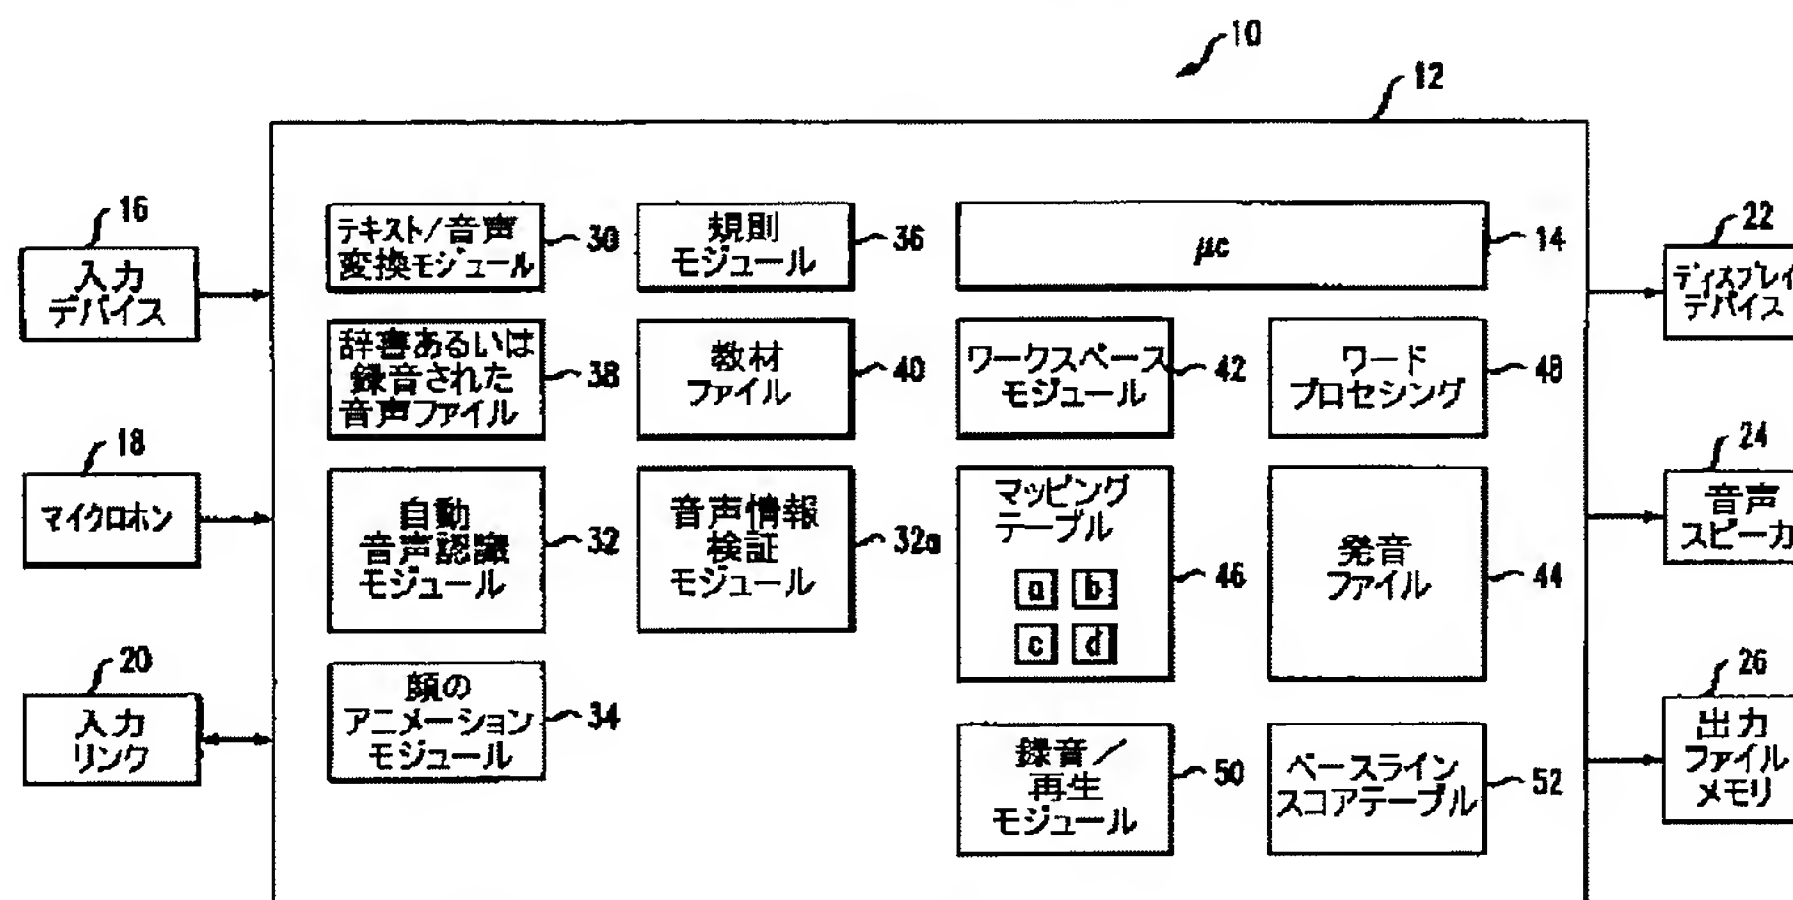 10
12
16
入力
デバイス
18
マイクロホン
20
入力
リンク
テキスト/音声
変換モジュール
30
規則
モジュール
36
μc
14
辞書あるいは
録音された
音声ファイル
38
教材
ファイル
40
ワークスペース
モジュール
42
ワード
プロセシング
48
自動
音声認識
モジュール
32
音声情報
検証
モジュール
32a
マッピング
テーブル
a b
c d
46
発音
ファイル
44
顔の
アニメーション
モジュール
34
録音/
再生
モジュール
50
ベースライン
スコアテーブル
52
22
ディスプレイ
デバイス
24
音声
スピーカ
26
出力
ファイル
メモリ